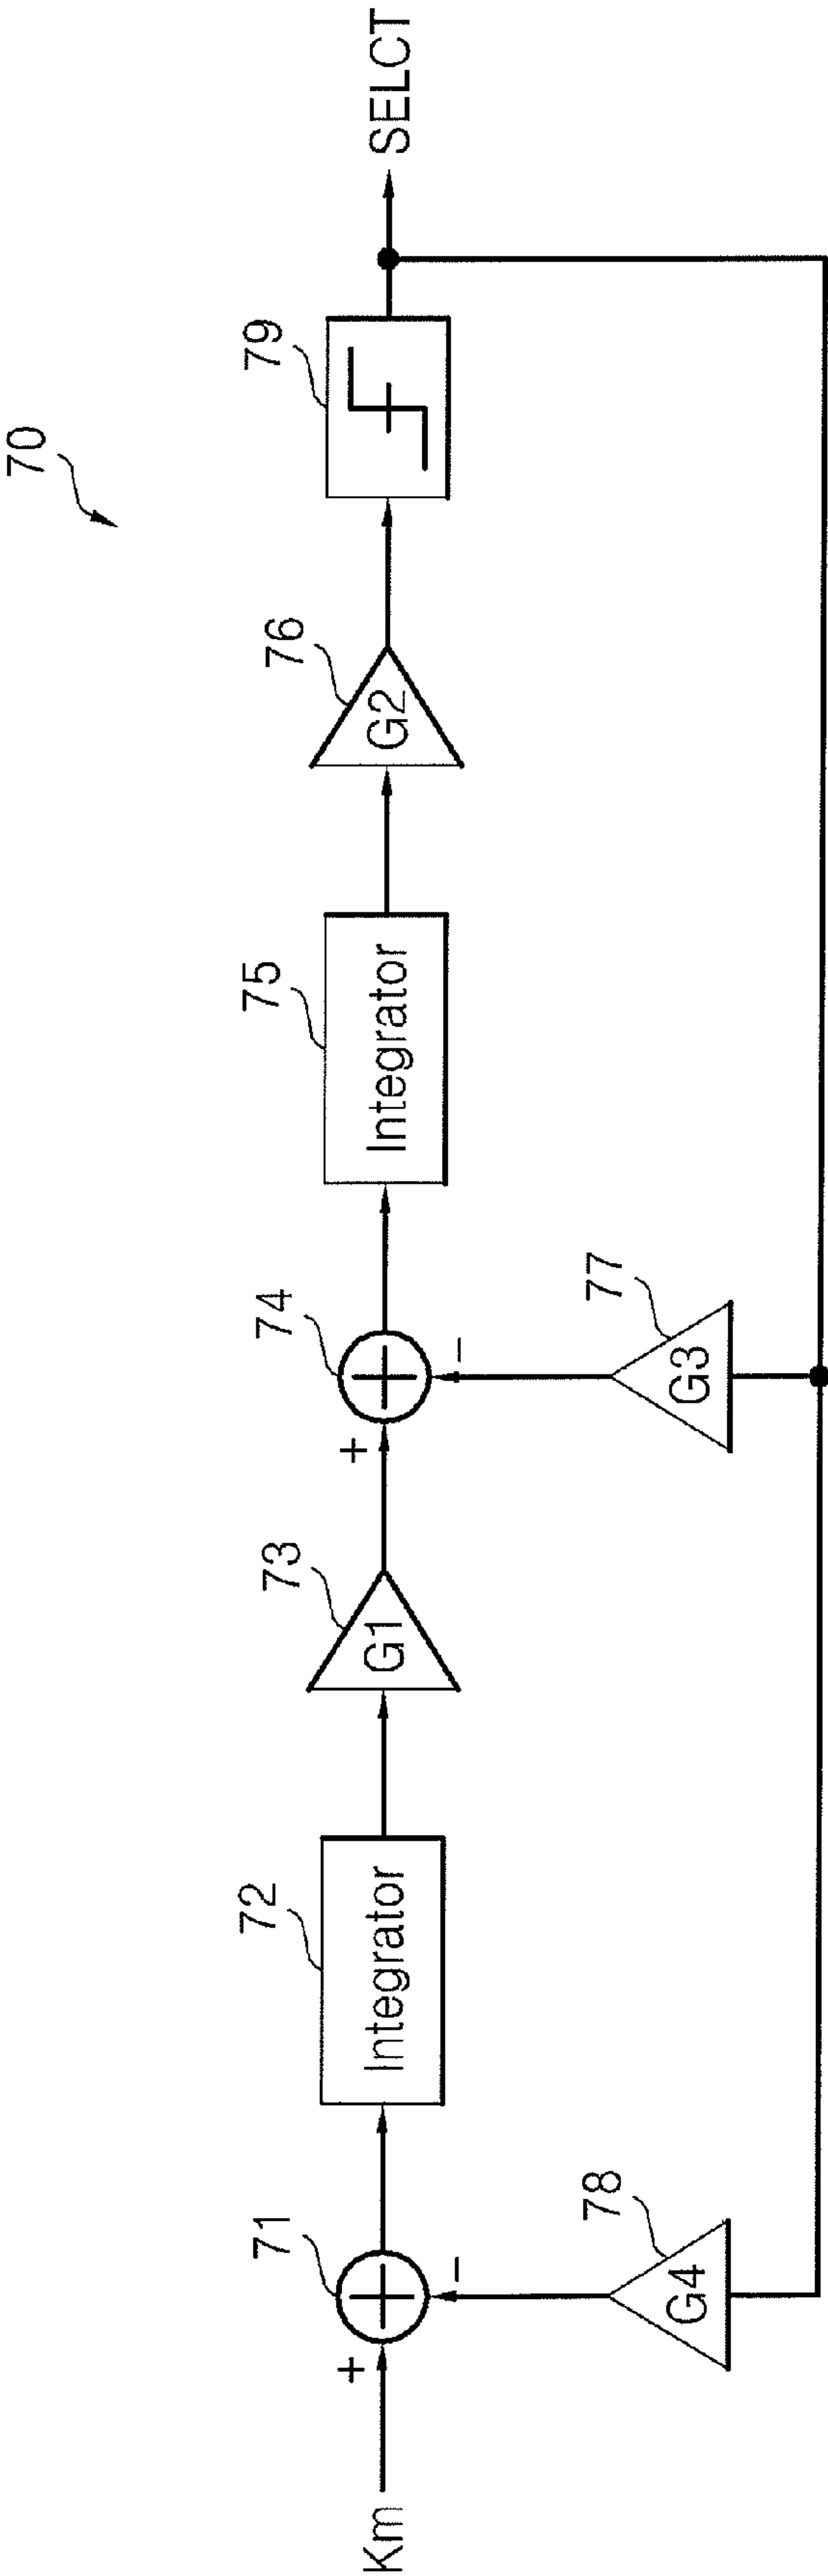 70
Km
+
71
-
72
Integrator
73
G1
+
74
-
75
Integrator
76
G2
79
SELCT
78
G4
77
G3